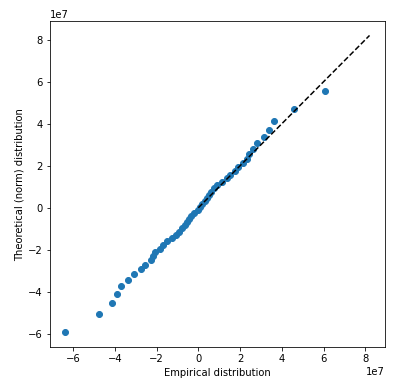 1e7
8
6
4
2
0
−2
−4
−6
Theoretical (norm) distribution
−6 −4 −2 0 2 4 6 8
Empirical distribution
1e7